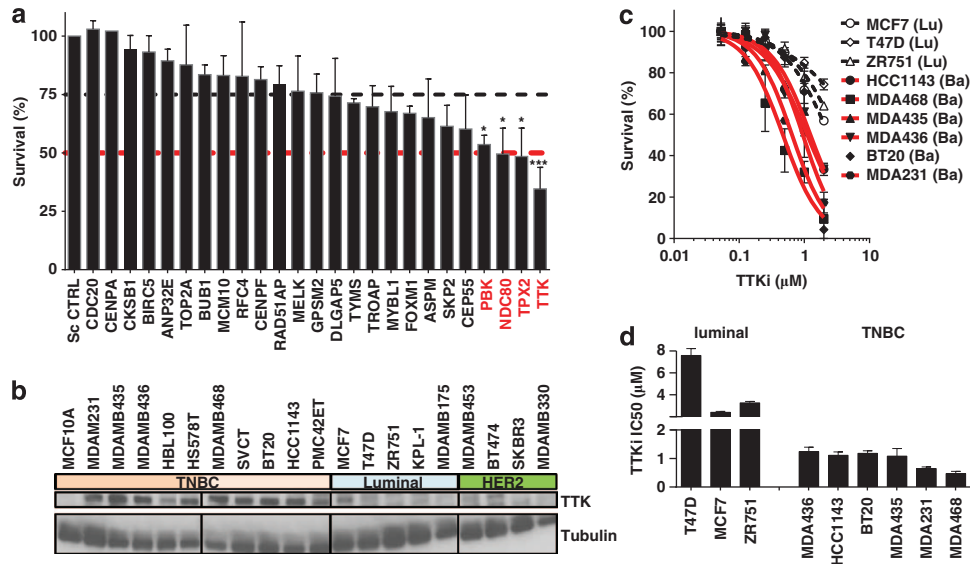 a
Survival (%)
100
75
50
25
0
*
*
*
***
Sc CTRL
CDC20
CENPA
CKSB1
BIRC5
ANP32E
TOP2A
BUB1
MCM10
RFC4
CENPF
RAD51AP
MELK
GPSM2
DLGAP5
TYMS
TROAP
MYBL1
FOXM1
ASPM
SKP2
CEP55
PBK
NDC80
TPX2
TTK
b
MCF10A
MDAM231
MDAMB435
MDAMB436
HBL100
HS578T
MDAMB468
SVCT
BT20
HCC1143
PMC42ET
MCF7
T47D
ZR751
KPL-1
MDAMB175
MDAMB453
BT474
SKBR3
MDAMB330
TNBC
Luminal
HER2
TTK
Tubulin
c
Survival (%)
100
80
60
40
20
0
0.01
0.1
1
10
TTKi (μM)
MCF7 (Lu)
T47D (Lu)
ZR751 (Lu)
HCC1143 (Ba)
MDA468 (Ba)
MDA435 (Ba)
MDA436 (Ba)
BT20 (Ba)
MDA231 (Ba)
d
luminal
TNBC
TTKi IC50 (μM)
8
6
4
2
1
0
T47D
MCF7
ZR751
MDA436
HCC1143
BT20
MDA435
MDA231
MDA468